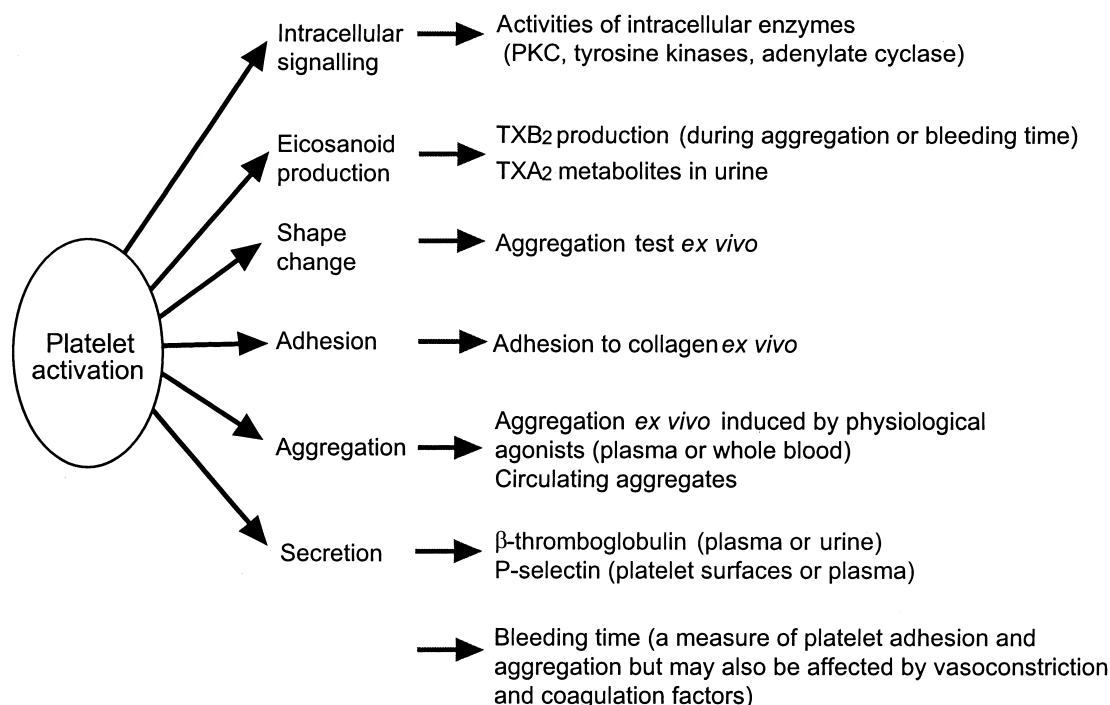 Intracellular
signalling
Activities of intracellular enzymes
(PKC, tyrosine kinases, adenylate cyclase)
Eicosanoid
production
TXB2 production (during aggregation or bleeding time)
TXA2 metabolites in urine
Shape
change
Aggregation test ex vivo
Platelet
activation
Adhesion
Adhesion to collagen ex vivo
Aggregation
Aggregation ex vivo induced by physiological
agonists (plasma or whole blood)
Circulating aggregates
Secretion
β-thromboglobulin (plasma or urine)
P-selectin (platelet surfaces or plasma)
Bleeding time (a measure of platelet adhesion and
aggregation but may also be affected by vasoconstriction
and coagulation factors)